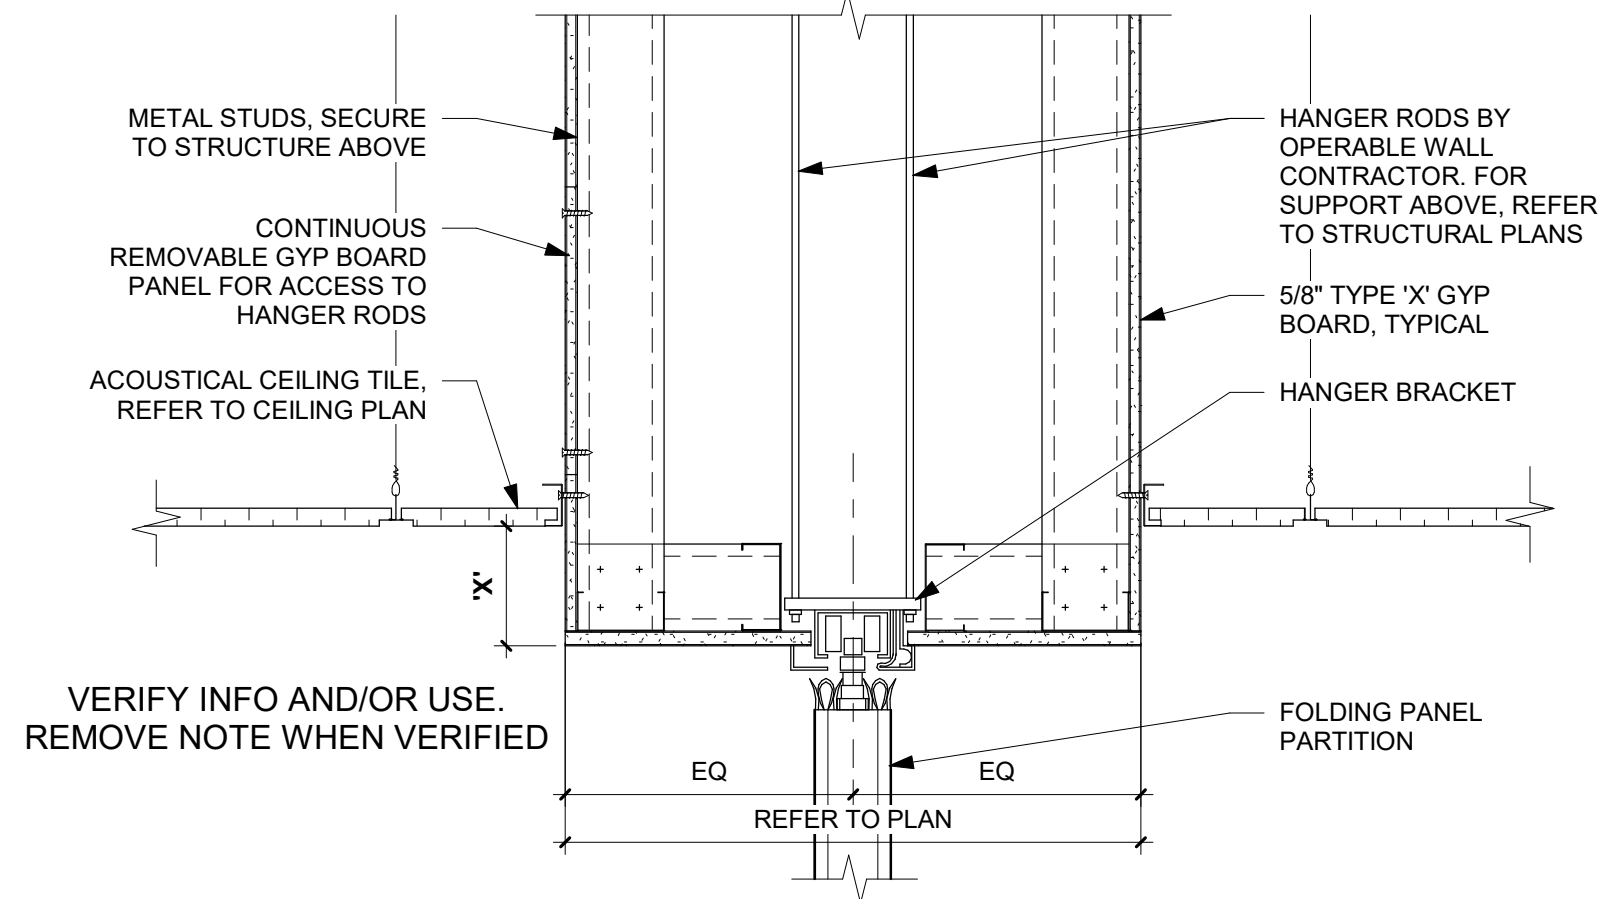 METAL STUDS, SECURE
TO STRUCTURE ABOVE
CONTINUOUS
REMOVABLE GYP BOARD
PANEL FOR ACCESS TO
HANGER RODS
ACOUSTICAL CEILING TILE,
REFER TO CEILING PLAN
'X'
VERIFY INFO AND/OR USE.
REMOVE NOTE WHEN VERIFIED
HANGER RODS BY
OPERABLE WALL
CONTRACTOR. FOR
SUPPORT ABOVE, REFER
TO STRUCTURAL PLANS
5/8" TYPE 'X' GYP
BOARD, TYPICAL
HANGER BRACKET
FOLDING PANEL
PARTITION
EQ
EQ
REFER TO PLAN